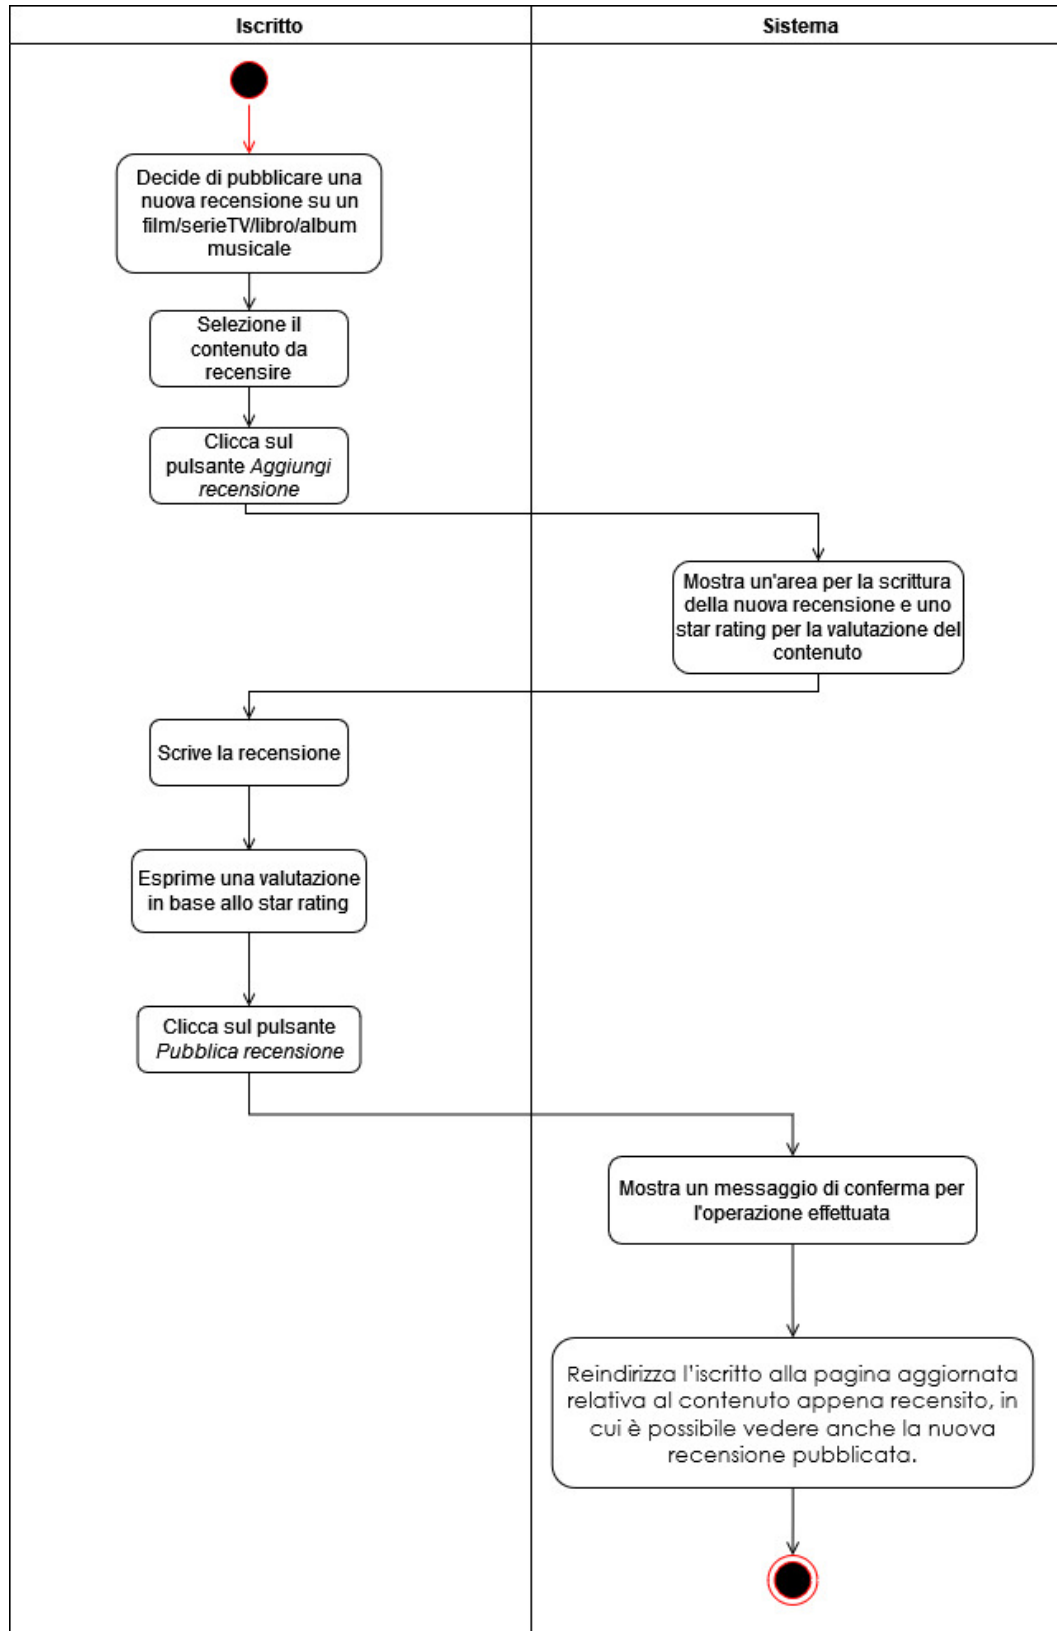 Iscritto
Sistema
Decide di pubblicare una
nuova recensione su un
film/serieTV/libro/album
musicale
Selezione il
contenuto da
recensire
Clicca sul
pulsante Aggiungi
recensione
Mostra un'area per la scrittura
della nuova recensione e uno
star rating per la valutazione del
contenuto
Scrive la recensione
Esprime una valutazione
in base allo star rating
Clicca sul pulsante
Pubblica recensione
Mostra un messaggio di conferma per
l'operazione effettuata
Reindirizza l'iscritto alla pagina aggiornata
relativa al contenuto appena recensito, in
cui è possibile vedere anche la nuova
recensione pubblicata.